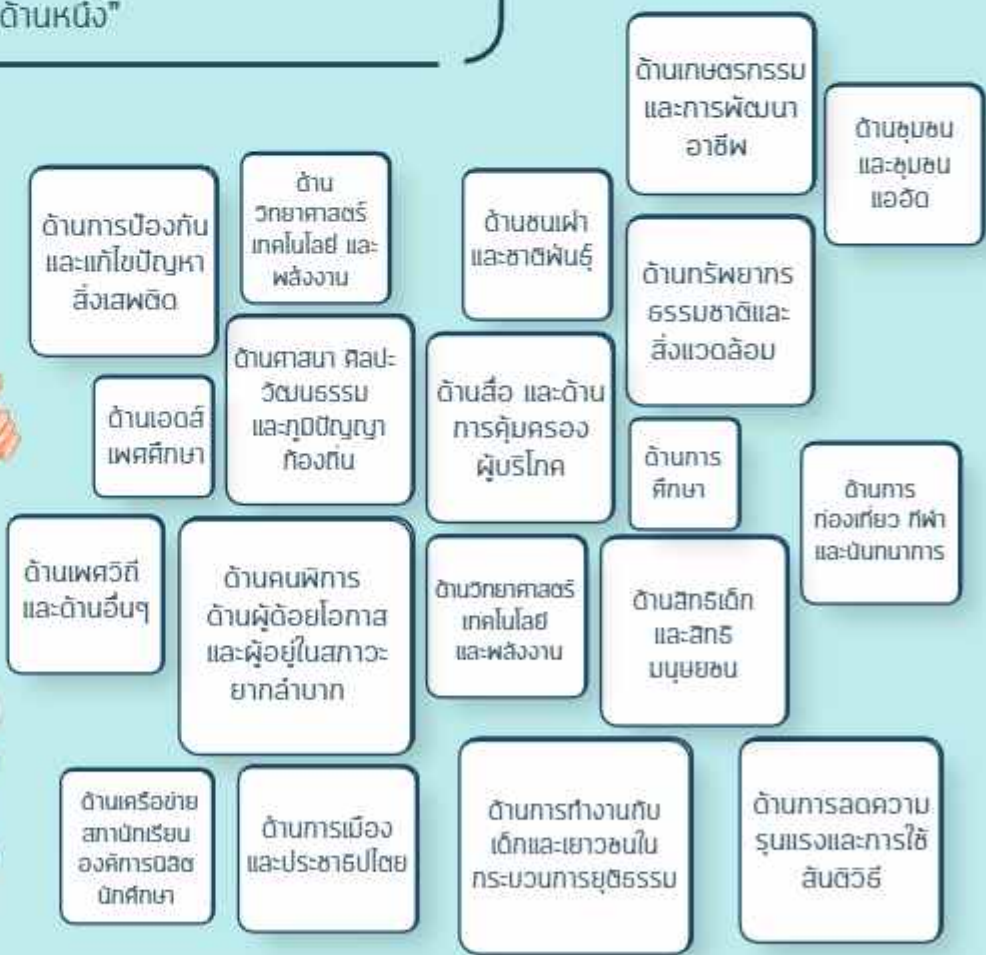 ด้านหนึ่ง"
ด้านเกษตรกรรม
และการพัฒนา
อาชีพ
ด้านชุมชน
และชุมชน
แออัด
ด้านการป้องกัน
และแก้ไขปัญหา
สิ่งเสพติด
ด้าน
วิทยาศาสตร์
เทคโนโลยี และ
พลังงาน
ด้านชนเผ่า
และชาติพันธุ์
ด้านทรัพยากร
ธรรมชาติและ
สิ่งแวดล้อม
ด้านเอดส์
เพศศึกษา
ด้านศาสนา ศิลปะ
วัฒนธรรม
และภูมิปัญญา
ท้องถิ่น
ด้านสื่อ และด้าน
การคุ้มครอง
ผู้บริโภค
ด้านการ
ศึกษา
ด้านการ
ท่องเที่ยว กีฬา
และนันทนาการ
ด้านเพศวิถี
และด้านอื่นๆ
ด้านคนพิการ
ด้านผู้ด้อยโอกาส
และผู้อยู่ในสภาวะ
ยากลำบาก
ด้านวิทยาศาสตร์
เทคโนโลยี
และพลังงาน
ด้านสิทธิเด็ก
และสิทธิ
มนุษยชน
ด้านเครือข่าย
สภานักเรียน
องค์การนิสิต
นักศึกษา
ด้านการเมือง
และประชาธิปไตย
ด้านการทำงานกับ
เด็กและเยาวชนใน
กระบวนการยุติธรรม
ด้านการลดความ
รุนแรงและการใช้
สันติวิธี